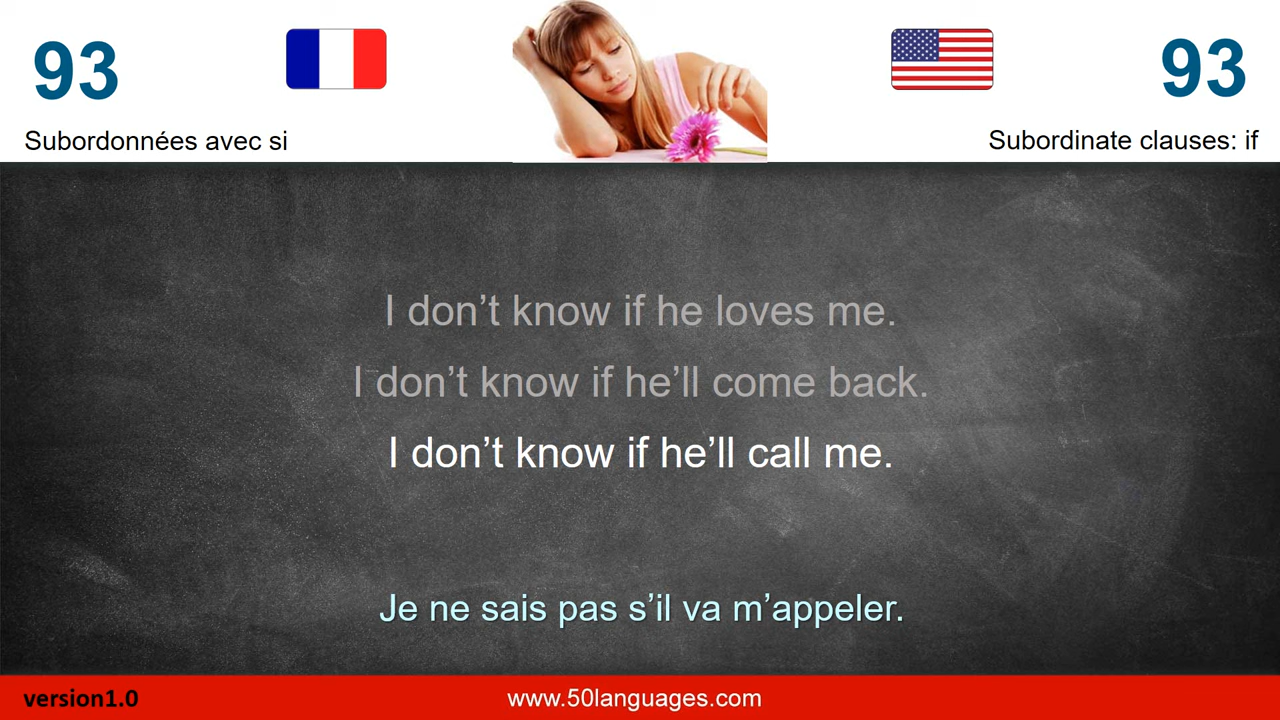 93
93
Subordonnées avec si
Subordinate clauses: if
I don’t know if he loves me.
I don’t know if he’ll come back.
I don’t know if he’ll call me.
Je ne sais pas s’il va m’appeler.
version1.0
www.50languages.com